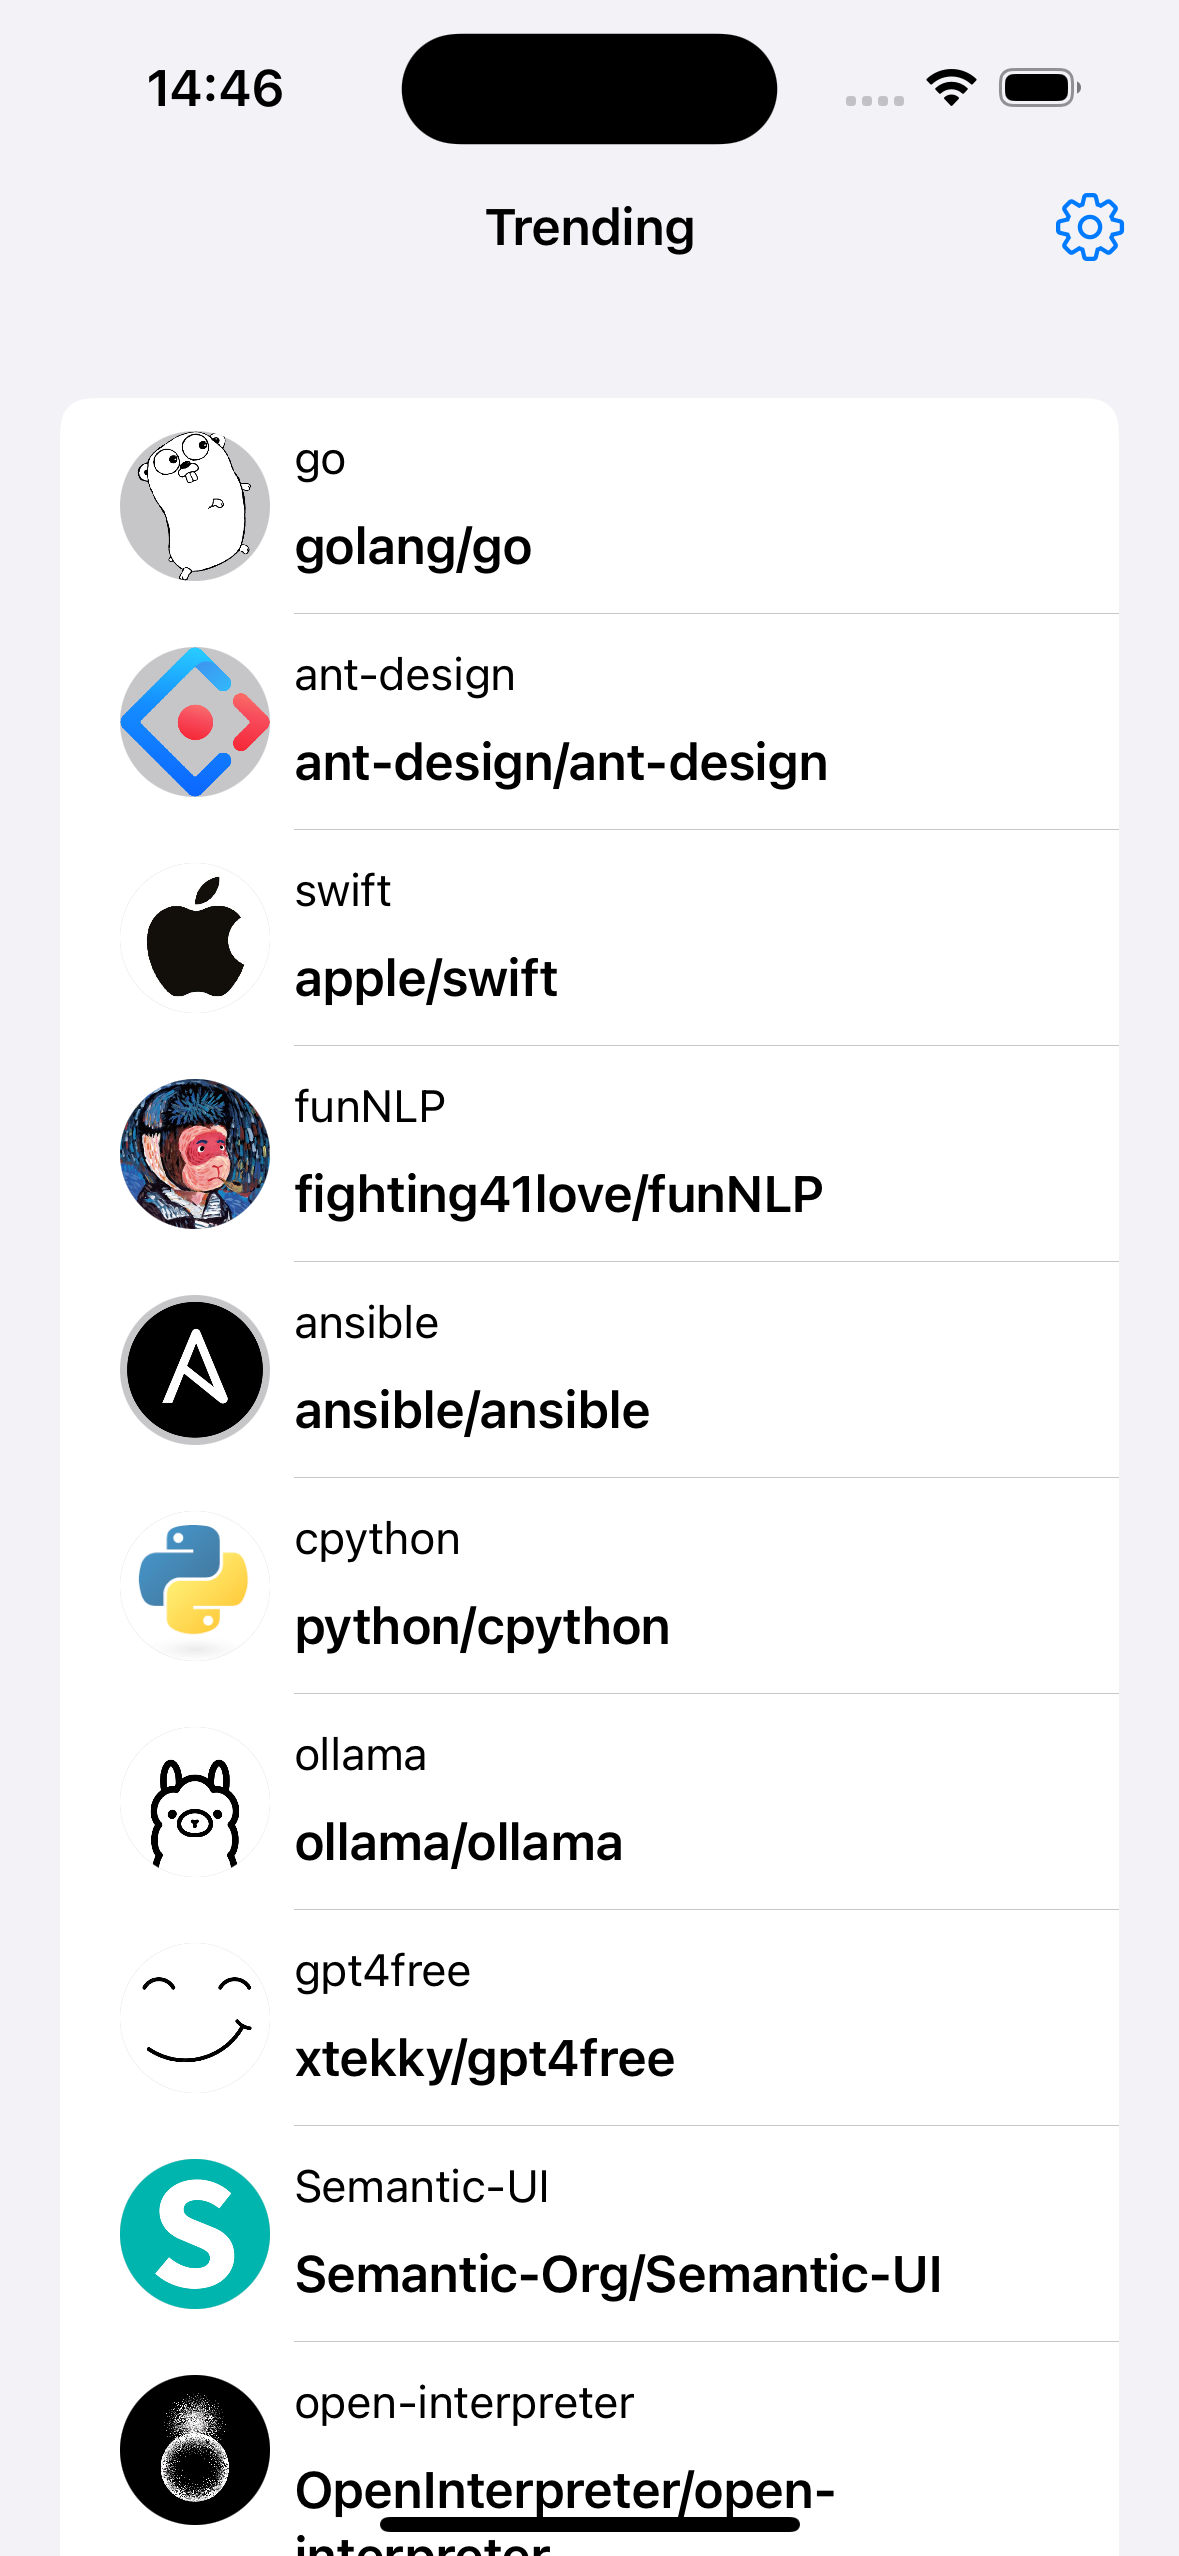 14:46
Trending
go
golang/go
ant-design
ant-design/ant-design
swift
apple/swift
funNLP
fighting41love/funNLP
ansible
ansible/ansible
cpython
python/cpython
ollama
ollama/ollama
gpt4free
xtekky/gpt4free
Semantic-UI
Semantic-Org/Semantic-UI
open-interpreter
OpenInterpreter/open-
interpreter